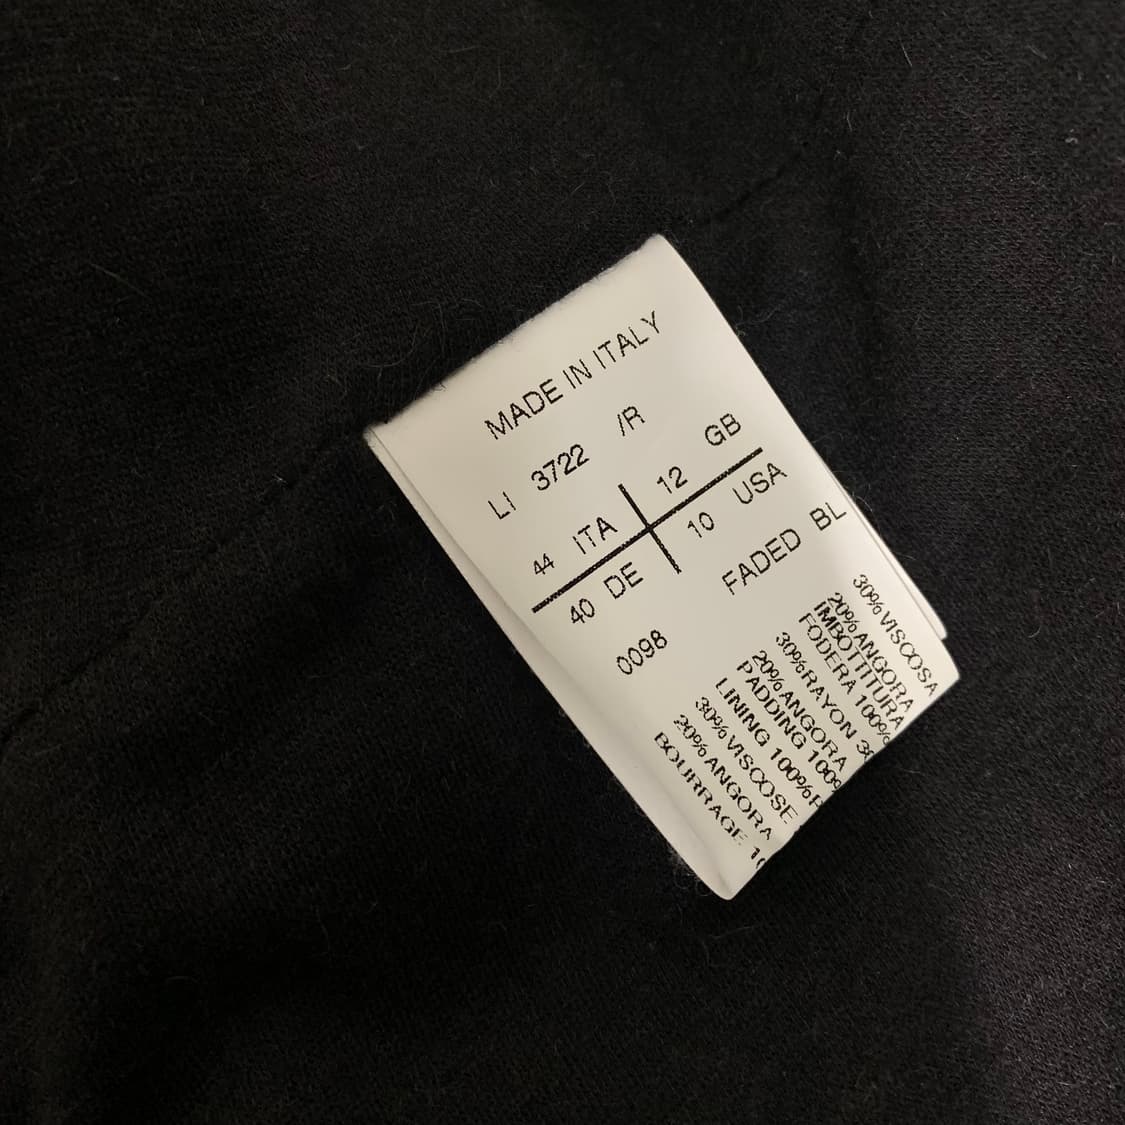 MADE IN ITALY
LI 3722 /R
44 ITA 12 GB
40 DE 10 USA
0098 FADED BL
30% VISCOSA
20% ANGORA
IMBOTTITURA
FODERA 100%
30% RAYON
20% ANGORA
PADDING 100%
LINING 100%
30% VISCOSE
20% ANGORA
BOURRAGE